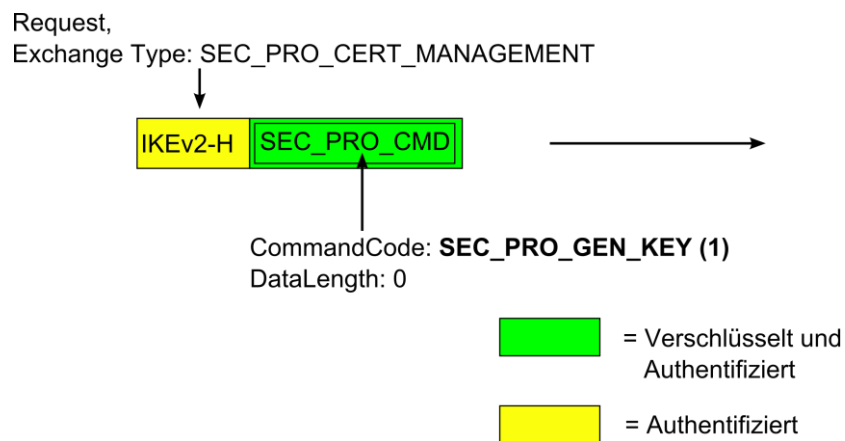 Request,
Exchange Type: SEC_PRO_CERT_MANAGEMENT
IKEv2-H
SEC_PRO_CMD
CommandCode: SEC_PRO_GEN_KEY (1)
DataLength: 0
= Verschlüsselt und
Authentifiziert
= Authentifiziert